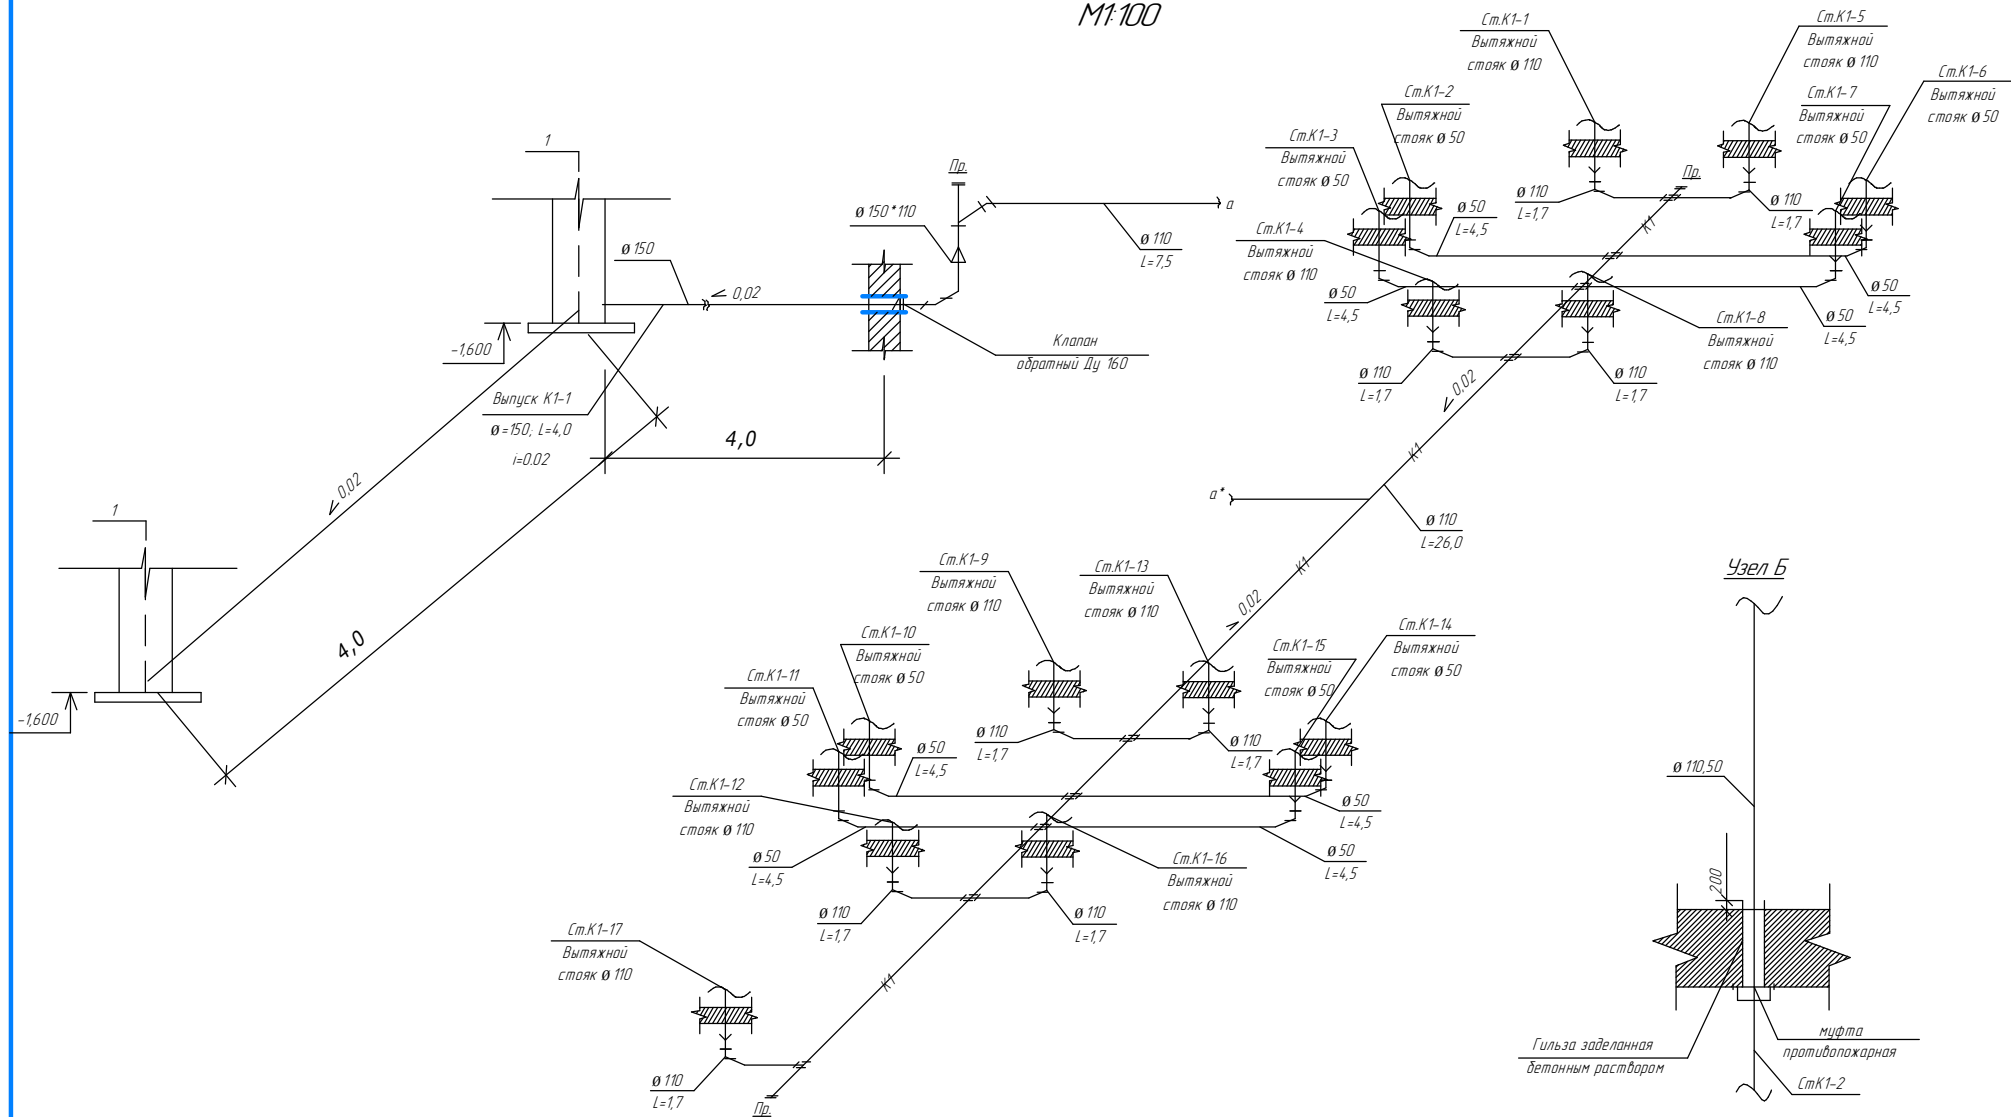 М1:100
Ст.К1-1
Вытяжной
стояк Ø 110
Ст.К1-5
Вытяжной
стояк Ø 110
Ст.К1-6
Вытяжной
стояк Ø 50
Ст.К1-2
Вытяжной
стояк Ø 50
Ст.К1-7
Вытяжной
стояк Ø 50
Ст.К1-3
Вытяжной
стояк Ø 50
Ст.К1-4
Вытяжной
стояк Ø 110
Ø 110
L=1,7
Пр.
К1
Ø 110
L=1,7
Ø 50
L=4,5
Ø 50
L=4,5
Ø 50
L=4,5
Ø 50
L=4,5
Ст.К1-8
Вытяжной
стояк Ø 110
Ø 110
L=1,7
Ø 110
L=1,7
0,02
К1
1
Пр.
Ø 150*110
а
Ø 110
L=7,5
Ø 150
0,02
-1,600
Клапан
обратный Ду 160
Выпуск К1-1
Ø=150; L=4,0
i=0.02
4,0
0,02
1
4,0
-1,600
а*
Ø 110
L=26,0
К1
0,02
Ст.К1-9
Вытяжной
стояк Ø 110
Ст.К1-13
Вытяжной
стояк Ø 110
Ст.К1-10
Вытяжной
стояк Ø 50
Ст.К1-15
Вытяжной
стояк Ø 50
Ст.К1-14
Вытяжной
стояк Ø 50
Ст.К1-11
Вытяжной
стояк Ø 50
Ø 110
L=1,7
Ø 110
L=1,7
Ø 50
L=4,5
Ст.К1-12
Вытяжной
стояк Ø 110
Ø 50
L=4,5
Ø 50
L=4,5
Ø 50
L=4,5
Ст.К1-16
Вытяжной
стояк Ø 110
Ø 110
L=1,7
Ø 110
L=1,7
К1
Ст.К1-17
Вытяжной
стояк Ø 110
Ø 110
L=1,7
Пр.
Узел Б
Ø 110,50
200
Гильза заделанная
бетонным раствором
муфта
противопожарная
СтК1-2